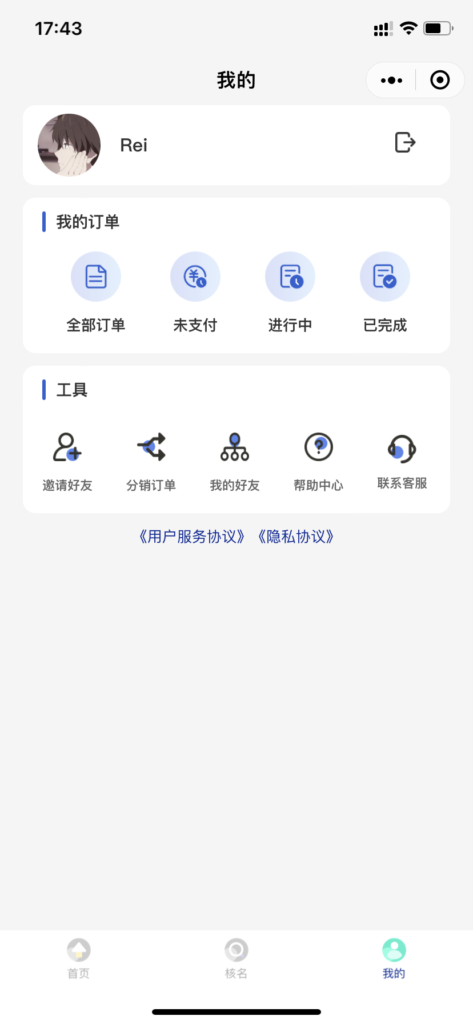 17:43
我的
Rei
我的订单
全部订单 未支付 进行中 已完成
工具
邀请好友 分销订单 我的好友 帮助中心 联系客服
《用户服务协议》《隐私协议》
首页 核名 我的